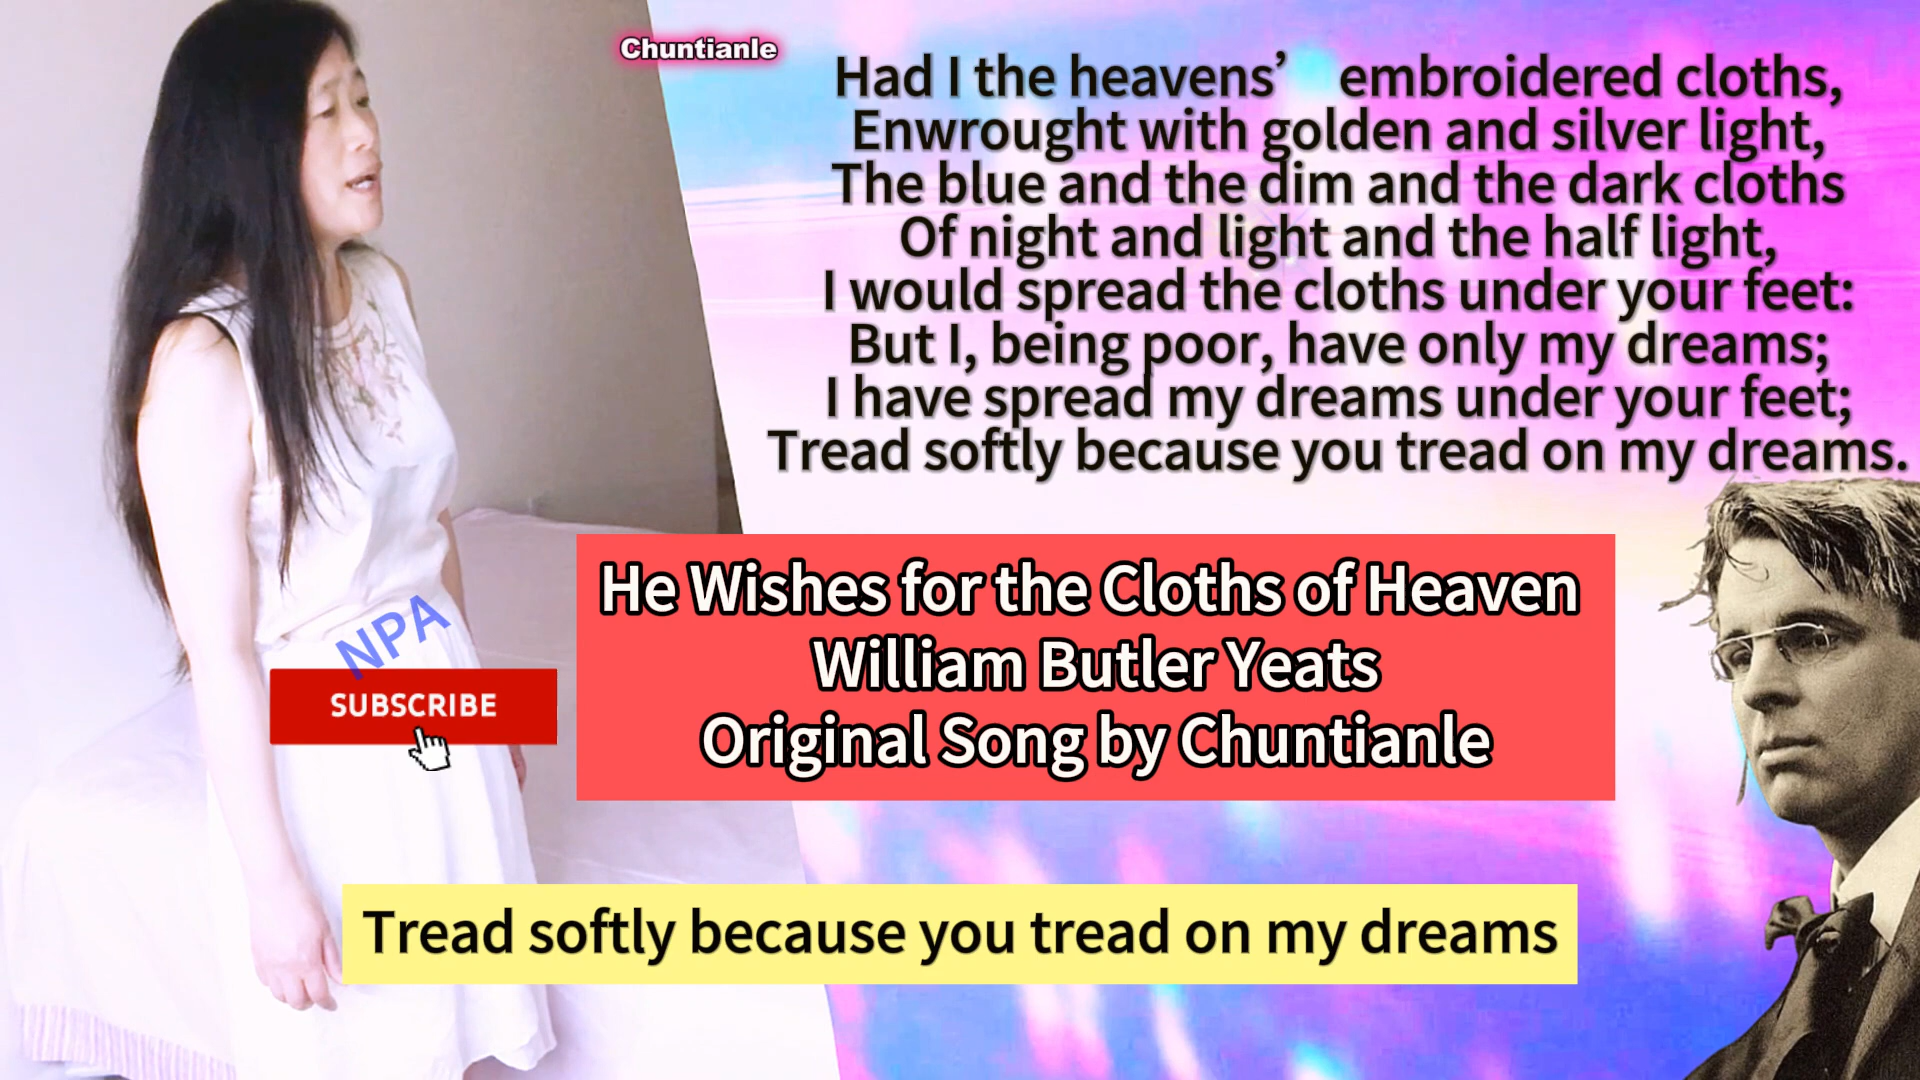 Chuntianle
Had I the heavens’ embroidered cloths,
Enwrought with golden and silver light,
The blue and the dim and the dark cloths
Of night and light and the half light,
I would spread the cloths under your feet:
But I, being poor, have only my dreams;
I have spread my dreams under your feet;
Tread softly because you tread on my dreams.
He Wishes for the Cloths of Heaven
William Butler Yeats
Original Song by Chuntianle
NPA
SUBSCRIBE
Tread softly because you tread on my dreams